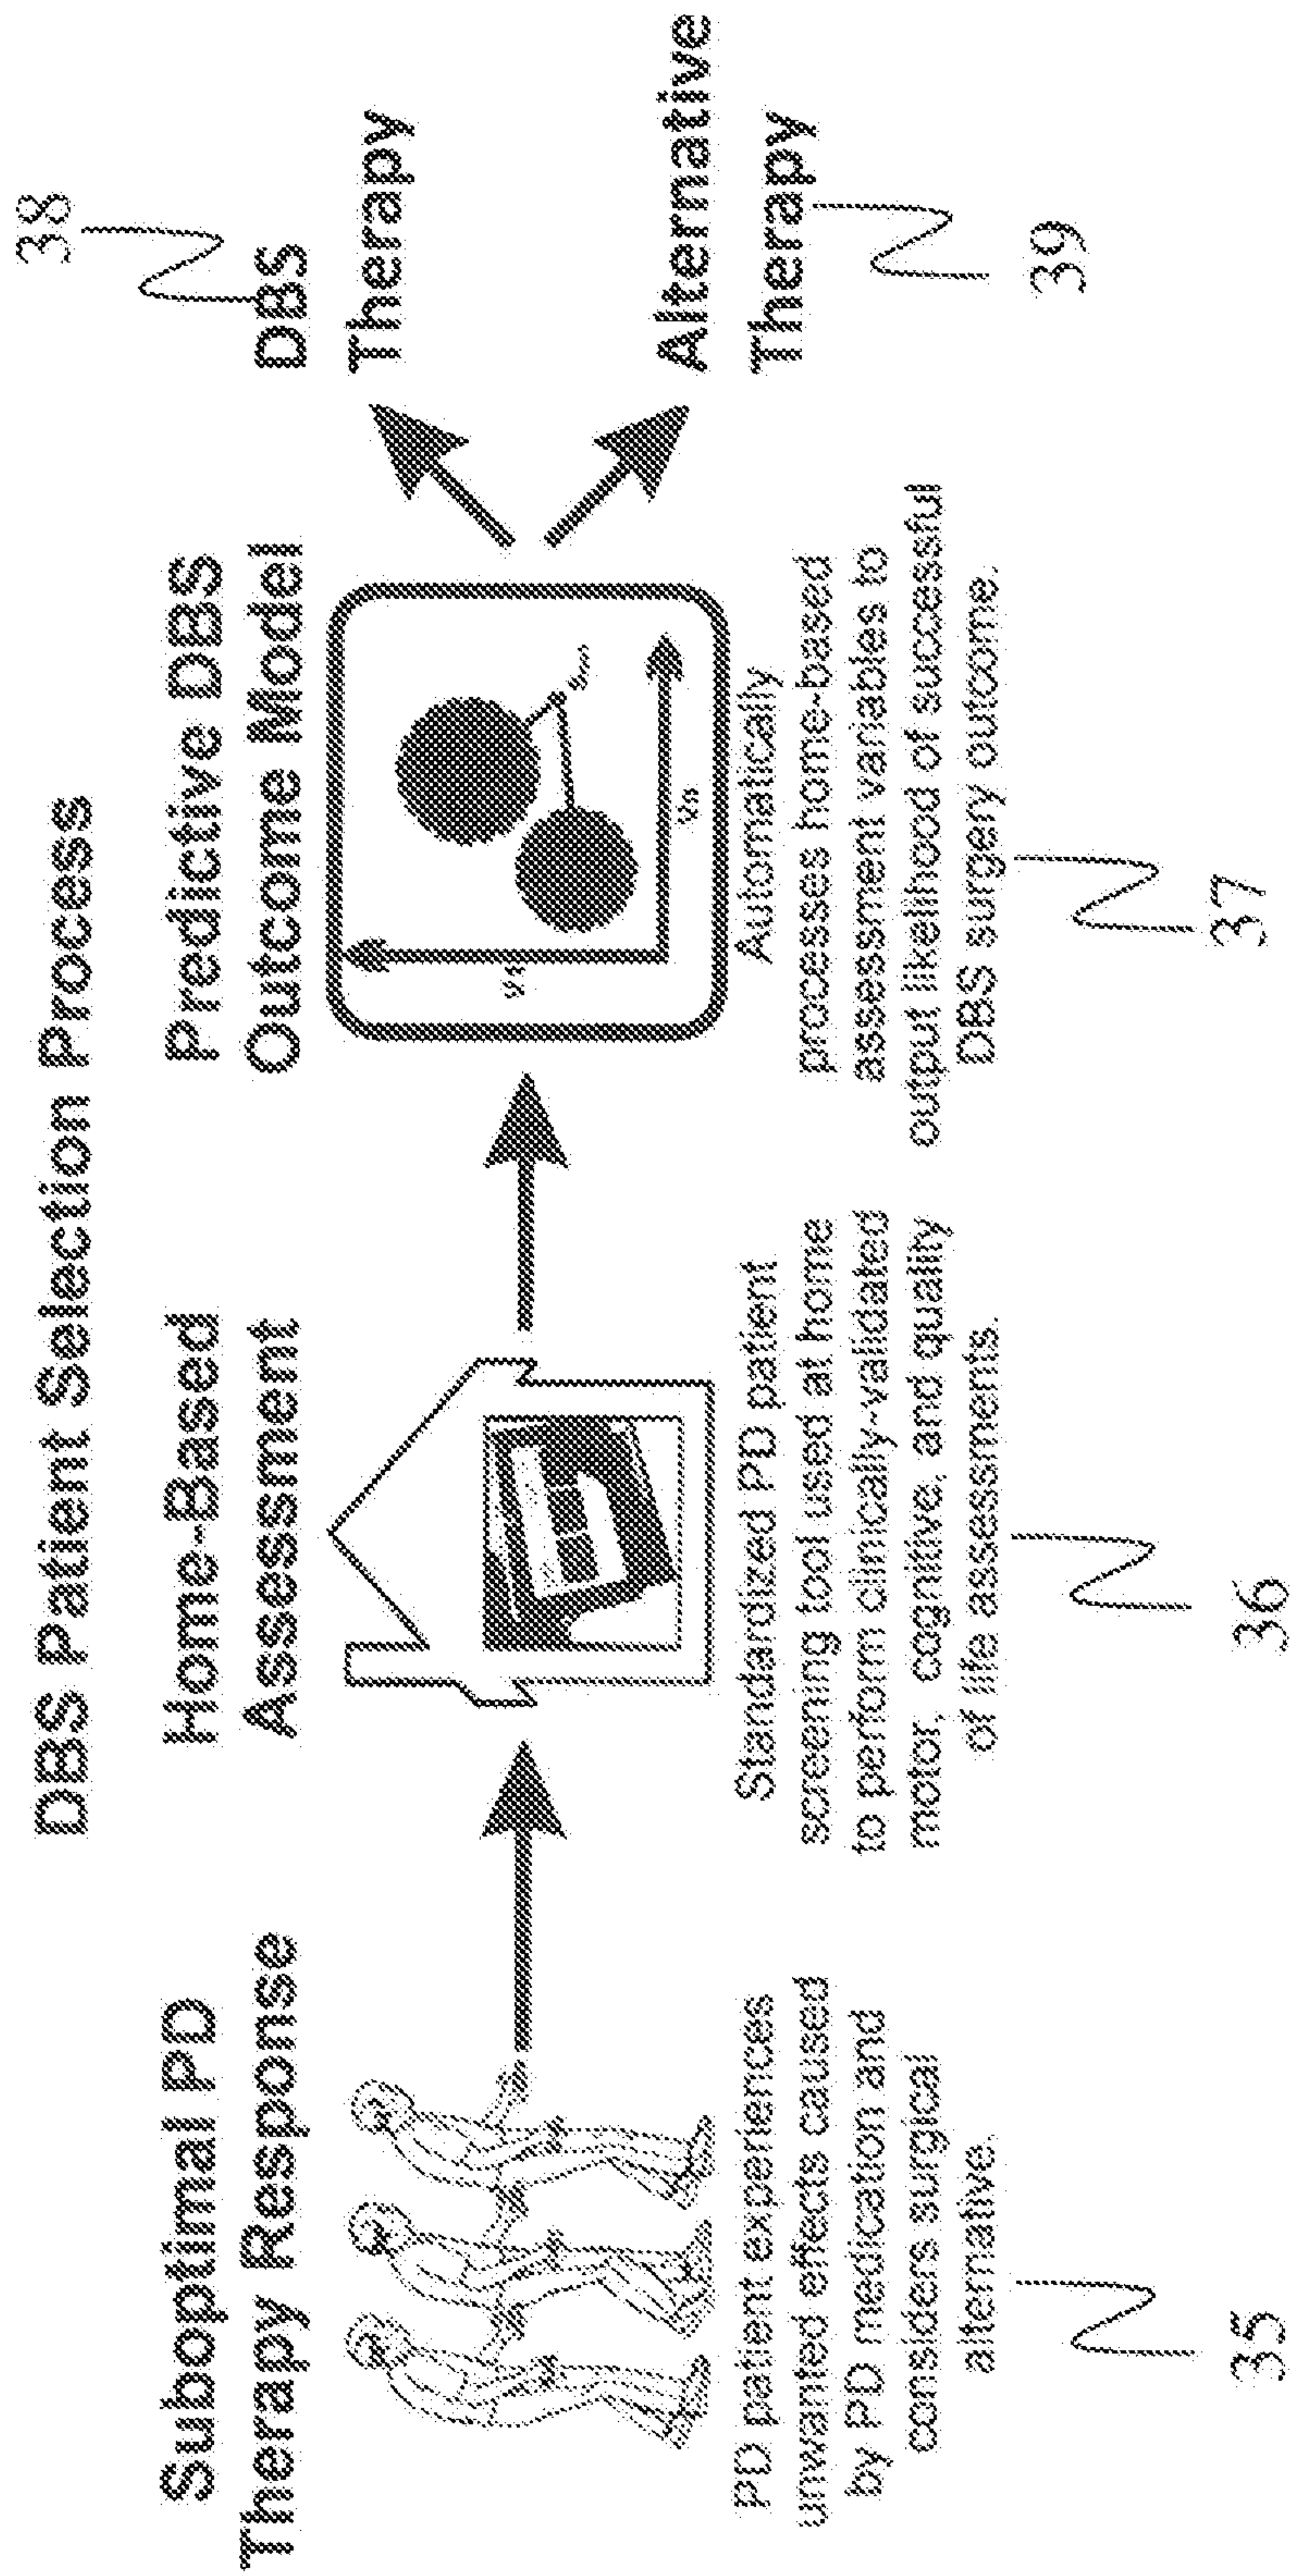 DBS Patient Selection Process
Suboptimal PD
Therapy Response
PD patient experiences
unwanted effects caused
by PD medication and
considers surgical
alternative.
35
Home-Based
Assessment
Standardized PD patient
screening tool used at home
to perform clinically-validated
motor, cognitive, and quality
of life assessments.
36
Predictive DBS
Outcome Model
Automatically
processes home-based
assessment variables to
output likelihood of successful
DBS surgery outcome.
37
38
DBS
Therapy
Alternative
Therapy
39